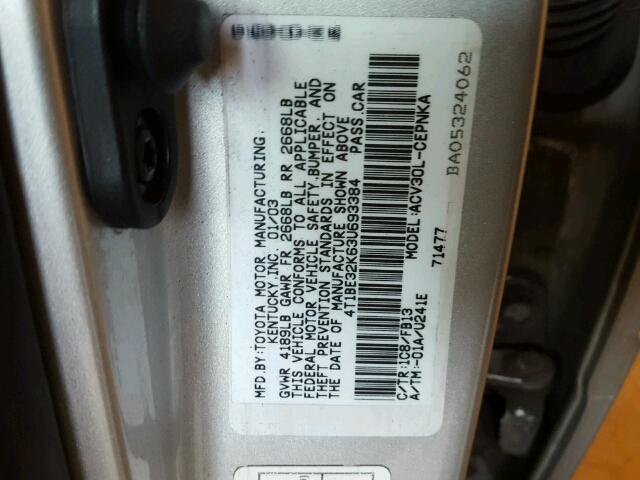 MFD.BY:TOYOTA MOTOR MANUFACTURING.
KENTUCKY.INC. 01/03
GVWR 4189LB GAWR FR 2668LB RR 2668LB
THIS VEHICLE CONFORMS TO ALL APPLICABLE
FEDERAL MOTOR VEHICLE SAFETY,BUMPER, AND
THEFT PREVENTION STANDARDS IN EFFECT ON
THE DATE OF MANUFACTURE SHOWN ABOVE
4T1BE32K63U693384 PASS.CAR
MODEL:ACV30L-CEPNKA
71477
C/TR:1C8/FB13
A/TM:-01A/U241E
BA05324062